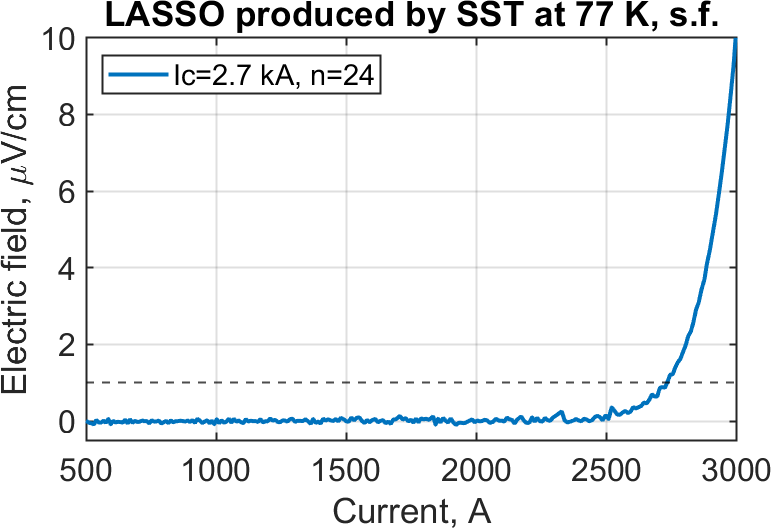 LASSO produced by SST at 77 K, s.f.
Ic=2.7 kA, n=24
Electric field, μV/cm
10
8
6
4
2
0
500 1000 1500 2000 2500 3000
Current, A